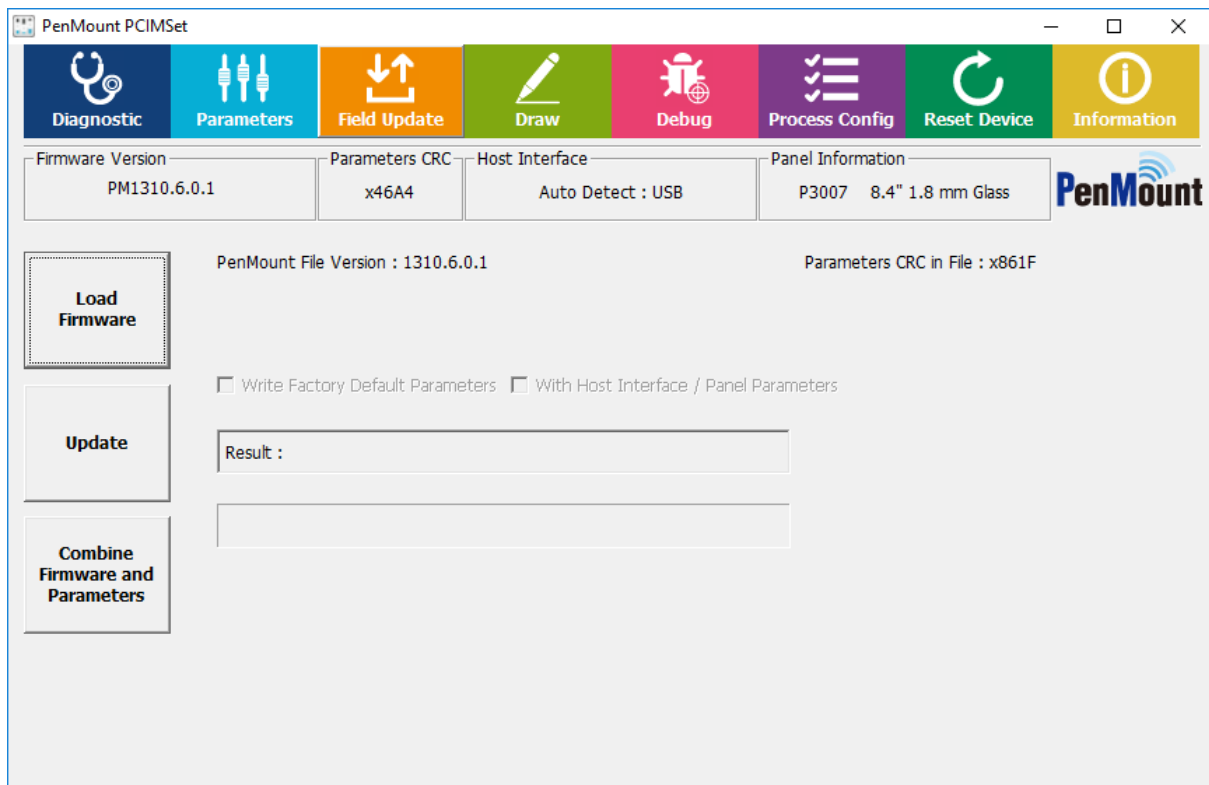 PenMount PCIMSet
Diagnostic Parameters Field Update Draw Debug Process Config Reset Device Information
Firmware Version Parameters CRC Host Interface Panel Information
PM1310.6.0.1 x46A4 Auto Detect : USB P3007 8.4" 1.8 mm Glass PenMount
PenMount File Version : 1310.6.0.1 Parameters CRC in File : x861F
Load
Firmware
Write Factory Default Parameters With Host Interface / Panel Parameters
Update
Result :
Combine
Firmware and
Parameters